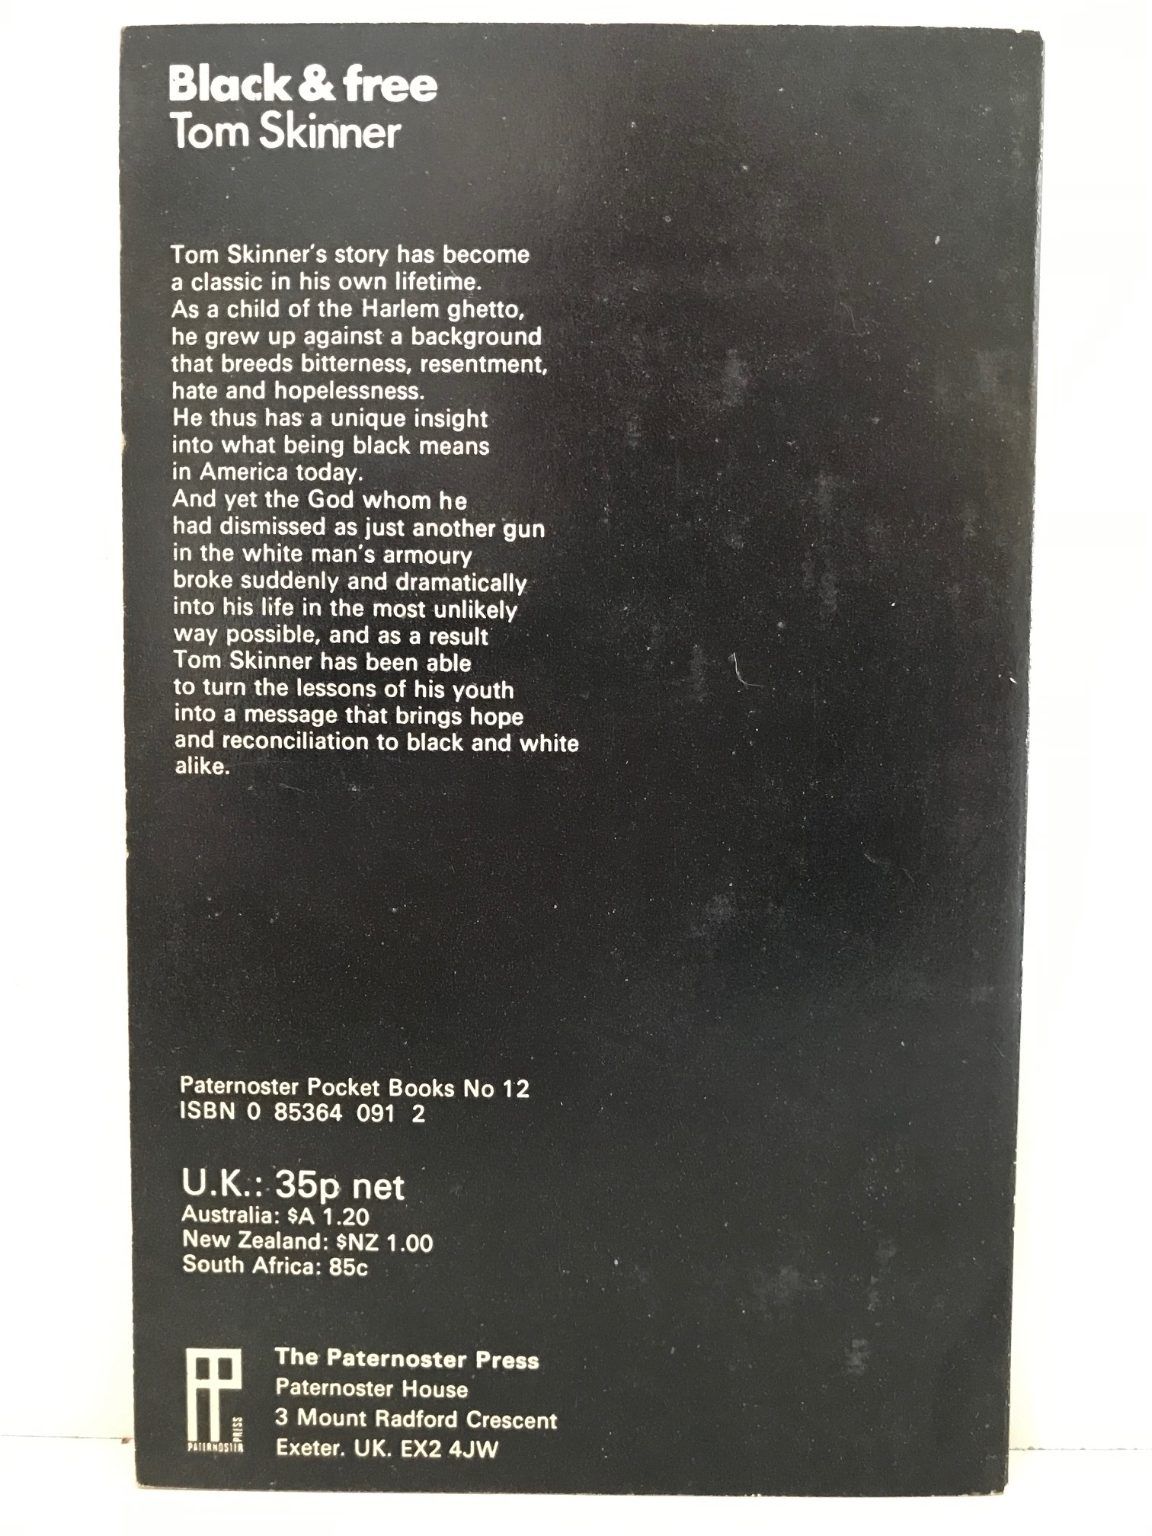 Black & free
Tom Skinner
Tom Skinner's story has become
a classic in his own lifetime.
As a child of the Harlem ghetto,
he grew up against a background
that breeds bitterness, resentment,
hate and hopelessness.
He thus has a unique insight
into what being black means
in America today.
And yet the God whom he
had dismissed as just another gun
in the white man's armoury
broke suddenly and dramatically
into his life in the most unlikely
way possible, and as a result
Tom Skinner has been able
to turn the lessons of his youth
into a message that brings hope
and reconciliation to black and white
alike.
Paternoster Pocket Books No 12
ISBN 0 85364 091 2
U.K.: 35p net
Australia: $A 1.20
New Zealand: $NZ 1.00
South Africa: 85c
PATERNOSTER
PRESS
The Paternoster Press
Paternoster House
3 Mount Radford Crescent
Exeter. UK. EX2 4JW